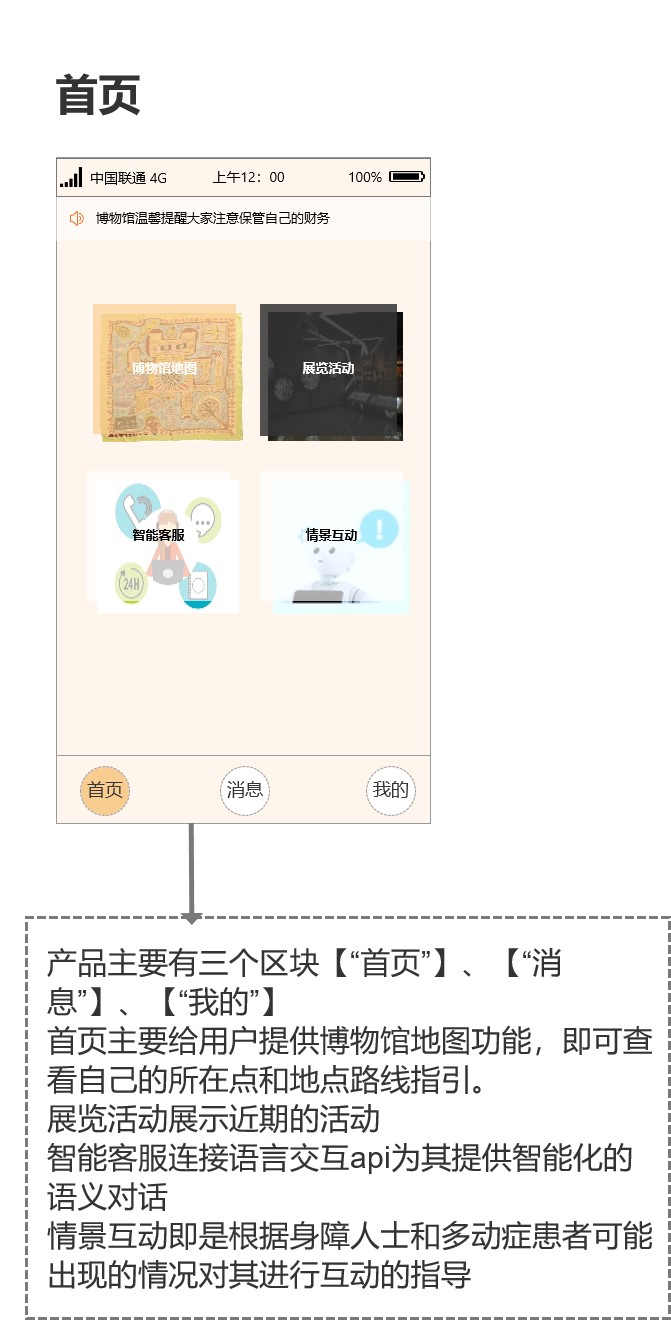 首页
中国联通 4G 上午12：00 100%
博物馆温馨提醒大家注意保管自己的财务
博物馆地图 展览活动
智能客服 情景互动
24H
首页 消息 我的
产品主要有三个区块【“首页”】、【“消
息”】、【“我的”】
首页主要给用户提供博物馆地图功能，即可查
看自己的所在点和地点路线指引。
展览活动展示近期的活动
智能客服连接语言交互api为其提供智能化的
语义对话
情景互动即是根据身障人士和多动症患者可能
出现的情况对其进行互动的指导